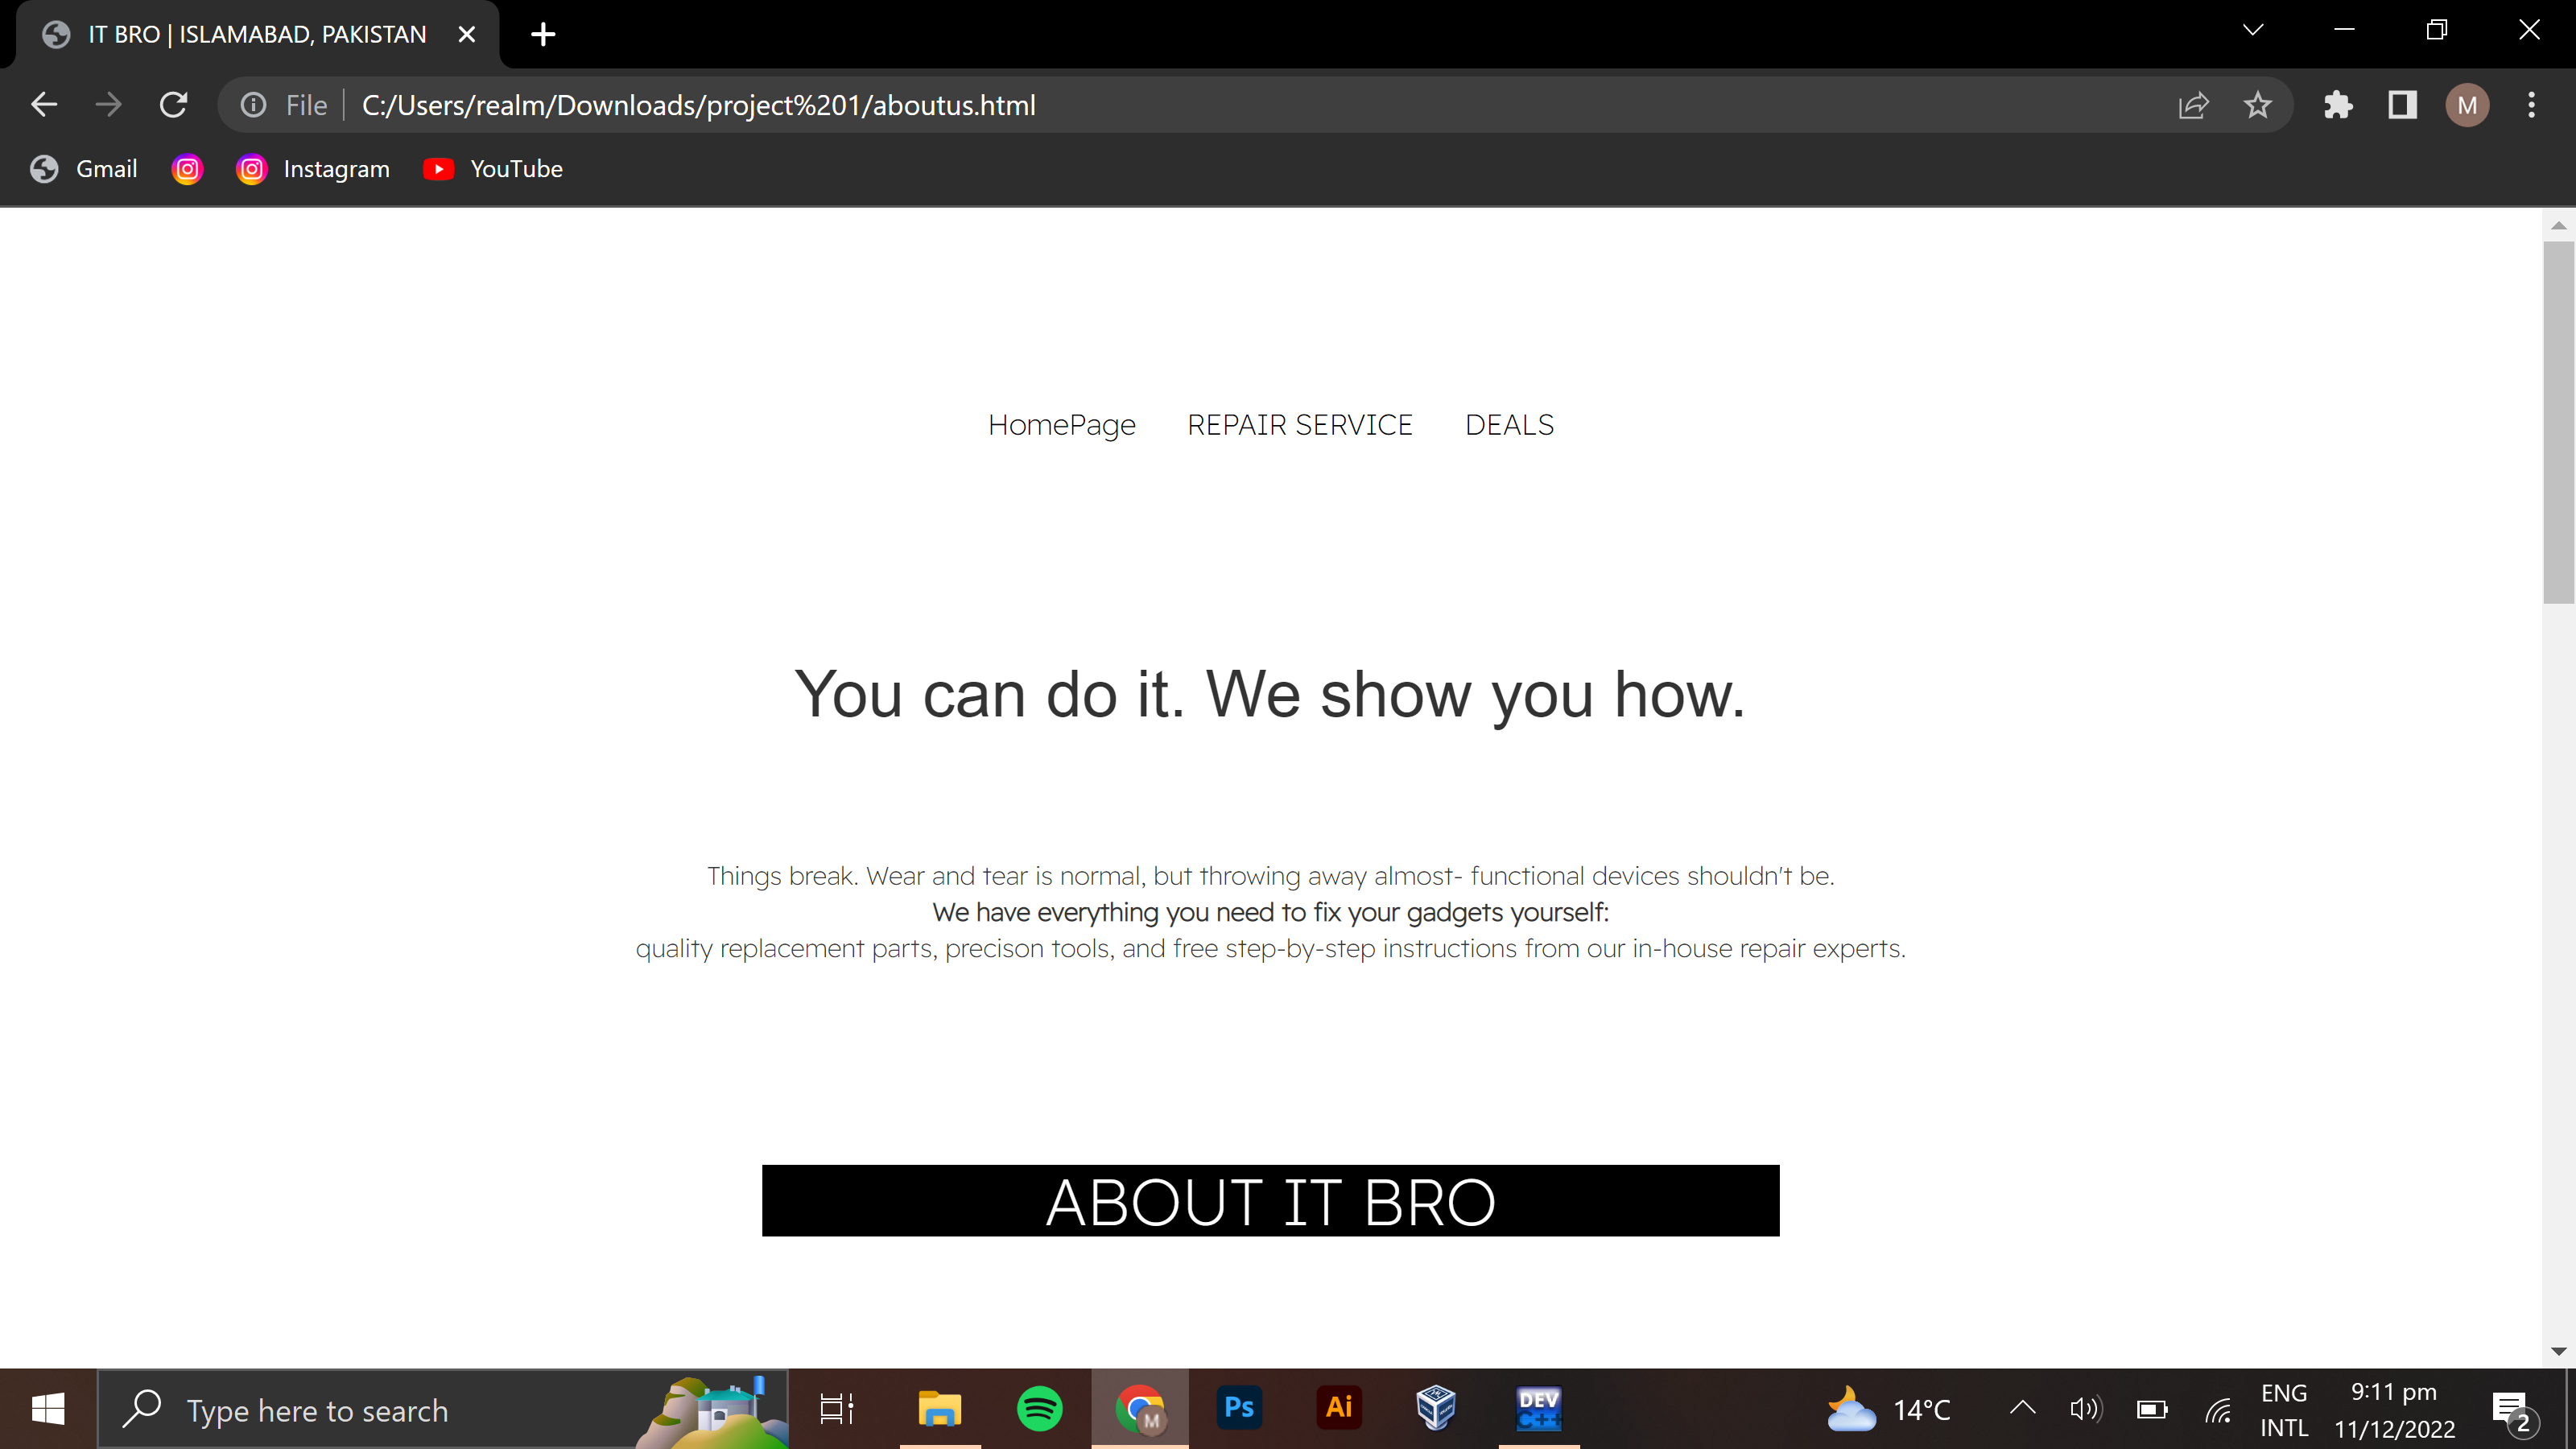 IT BRO | ISLAMABAD, PAKISTAN
File | C:/Users/realm/Downloads/project%201/aboutus.html
M
Gmail Instagram YouTube
HomePage REPAIR SERVICE DEALS
You can do it. We show you how.
Things break. Wear and tear is normal, but throwing away almost- functional devices shouldn't be.
We have everything you need to fix your gadgets yourself:
quality replacement parts, precison tools, and free step-by-step instructions from our in-house repair experts.
ABOUT IT BRO
Type here to search
M
Ps
Ai
DEV
C++
14°C
ENG
INTL
9:11 pm
11/12/2022
2